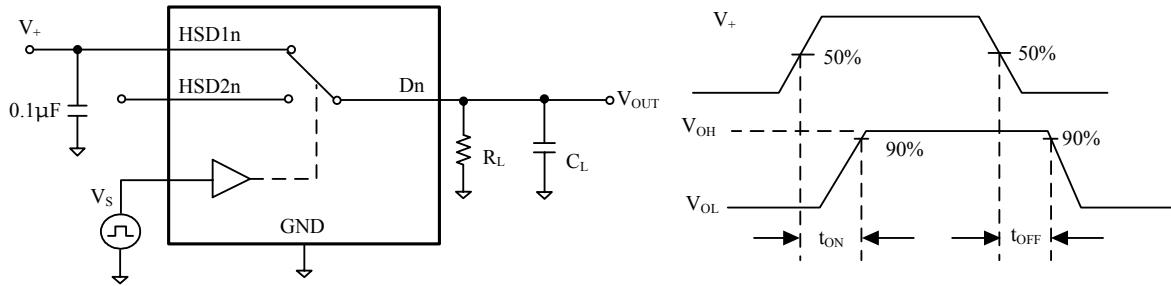 V+
HSD1n
HSD2n
Dn
0.1μF
VOUT
RL
CL
VS
GND
V+
50%
50%
VOH
90%
90%
VOL
tON
tOFF